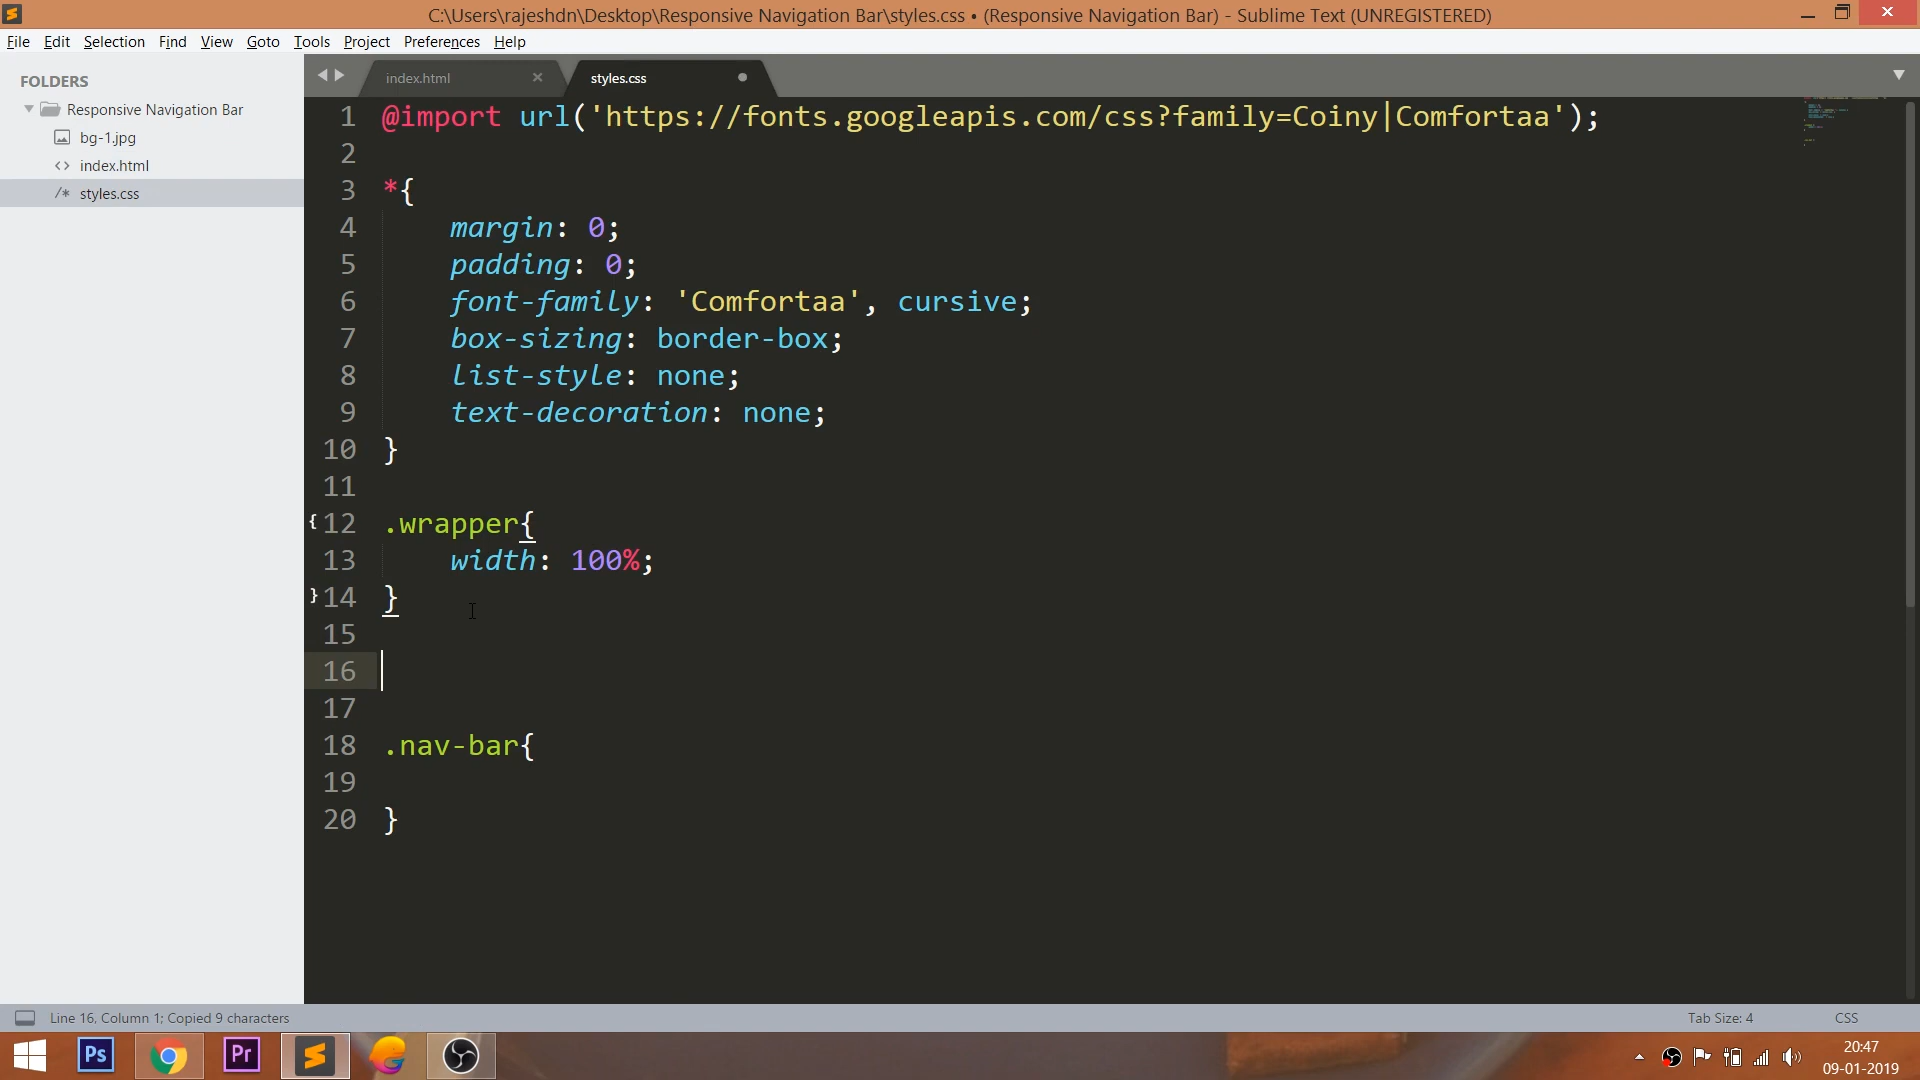 C:\Users\rajeshdn\Desktop\Responsive Navigation Bar\styles.css • (Responsive Navigation Bar) - Sublime Text (UNREGISTERED)
File Edit Selection Find View Goto Tools Project Preferences Help
FOLDERS
Responsive Navigation Bar
bg-1.jpg
<> index.html
/* styles.css
index.html
styles.css
1 @import url('https://fonts.googleapis.com/css?family=Coiny|Comfortaa');
2
3 *{
4 margin: 0;
5 padding: 0;
6 font-family: 'Comfortaa', cursive;
7 box-sizing: border-box;
8 list-style: none;
9 text-decoration: none;
10 }
11
{ 12 .wrapper{
13 width: 100%;
} 14 }
15
16
17
18 .nav-bar{
19
20 }
Line 16, Column 1; Copied 9 characters
Tab Size: 4
CSS
Ps
Pr
20:47
09-01-2019